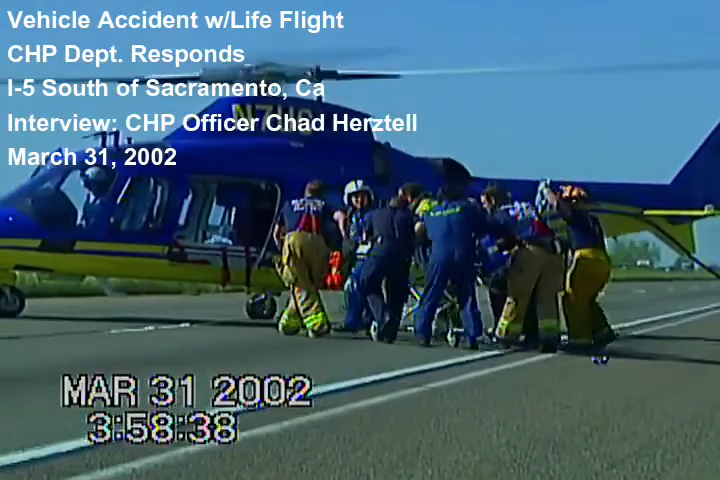 Vehicle Accident w/Life Flight
CHP Dept. Responds
I-5 South of Sacramento, Ca
Interview: CHP Officer Chad Herztell
March 31, 2002
MAR 31 2002
3:58:38